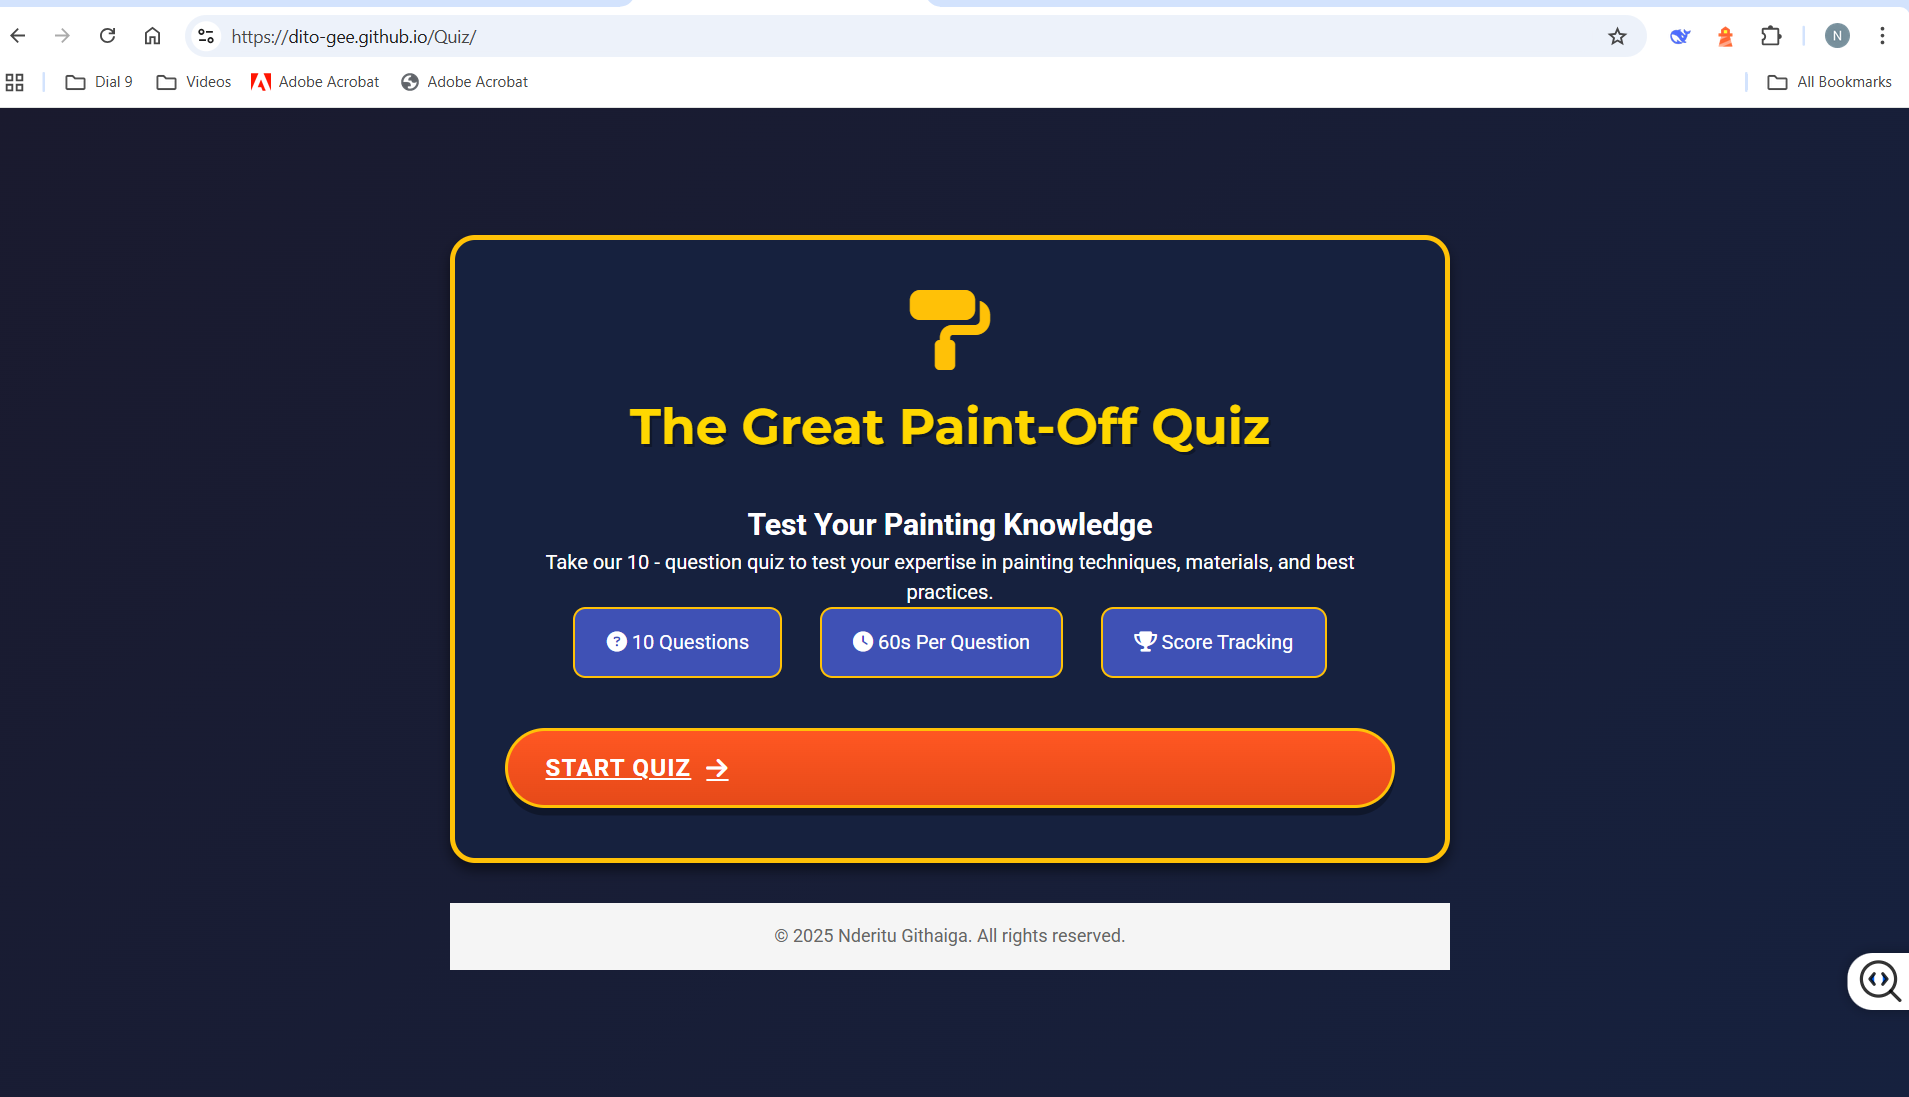 https://dito-gee.github.io/Quiz/
N
Dial 9
Videos
Adobe Acrobat
Adobe Acrobat
All Bookmarks
The Great Paint-Off Quiz
Test Your Painting Knowledge
Take our 10 - question quiz to test your expertise in painting techniques, materials, and best
practices.
10 Questions
60s Per Question
Score Tracking
START QUIZ →
© 2025 Nderitu Githaiga. All rights reserved.